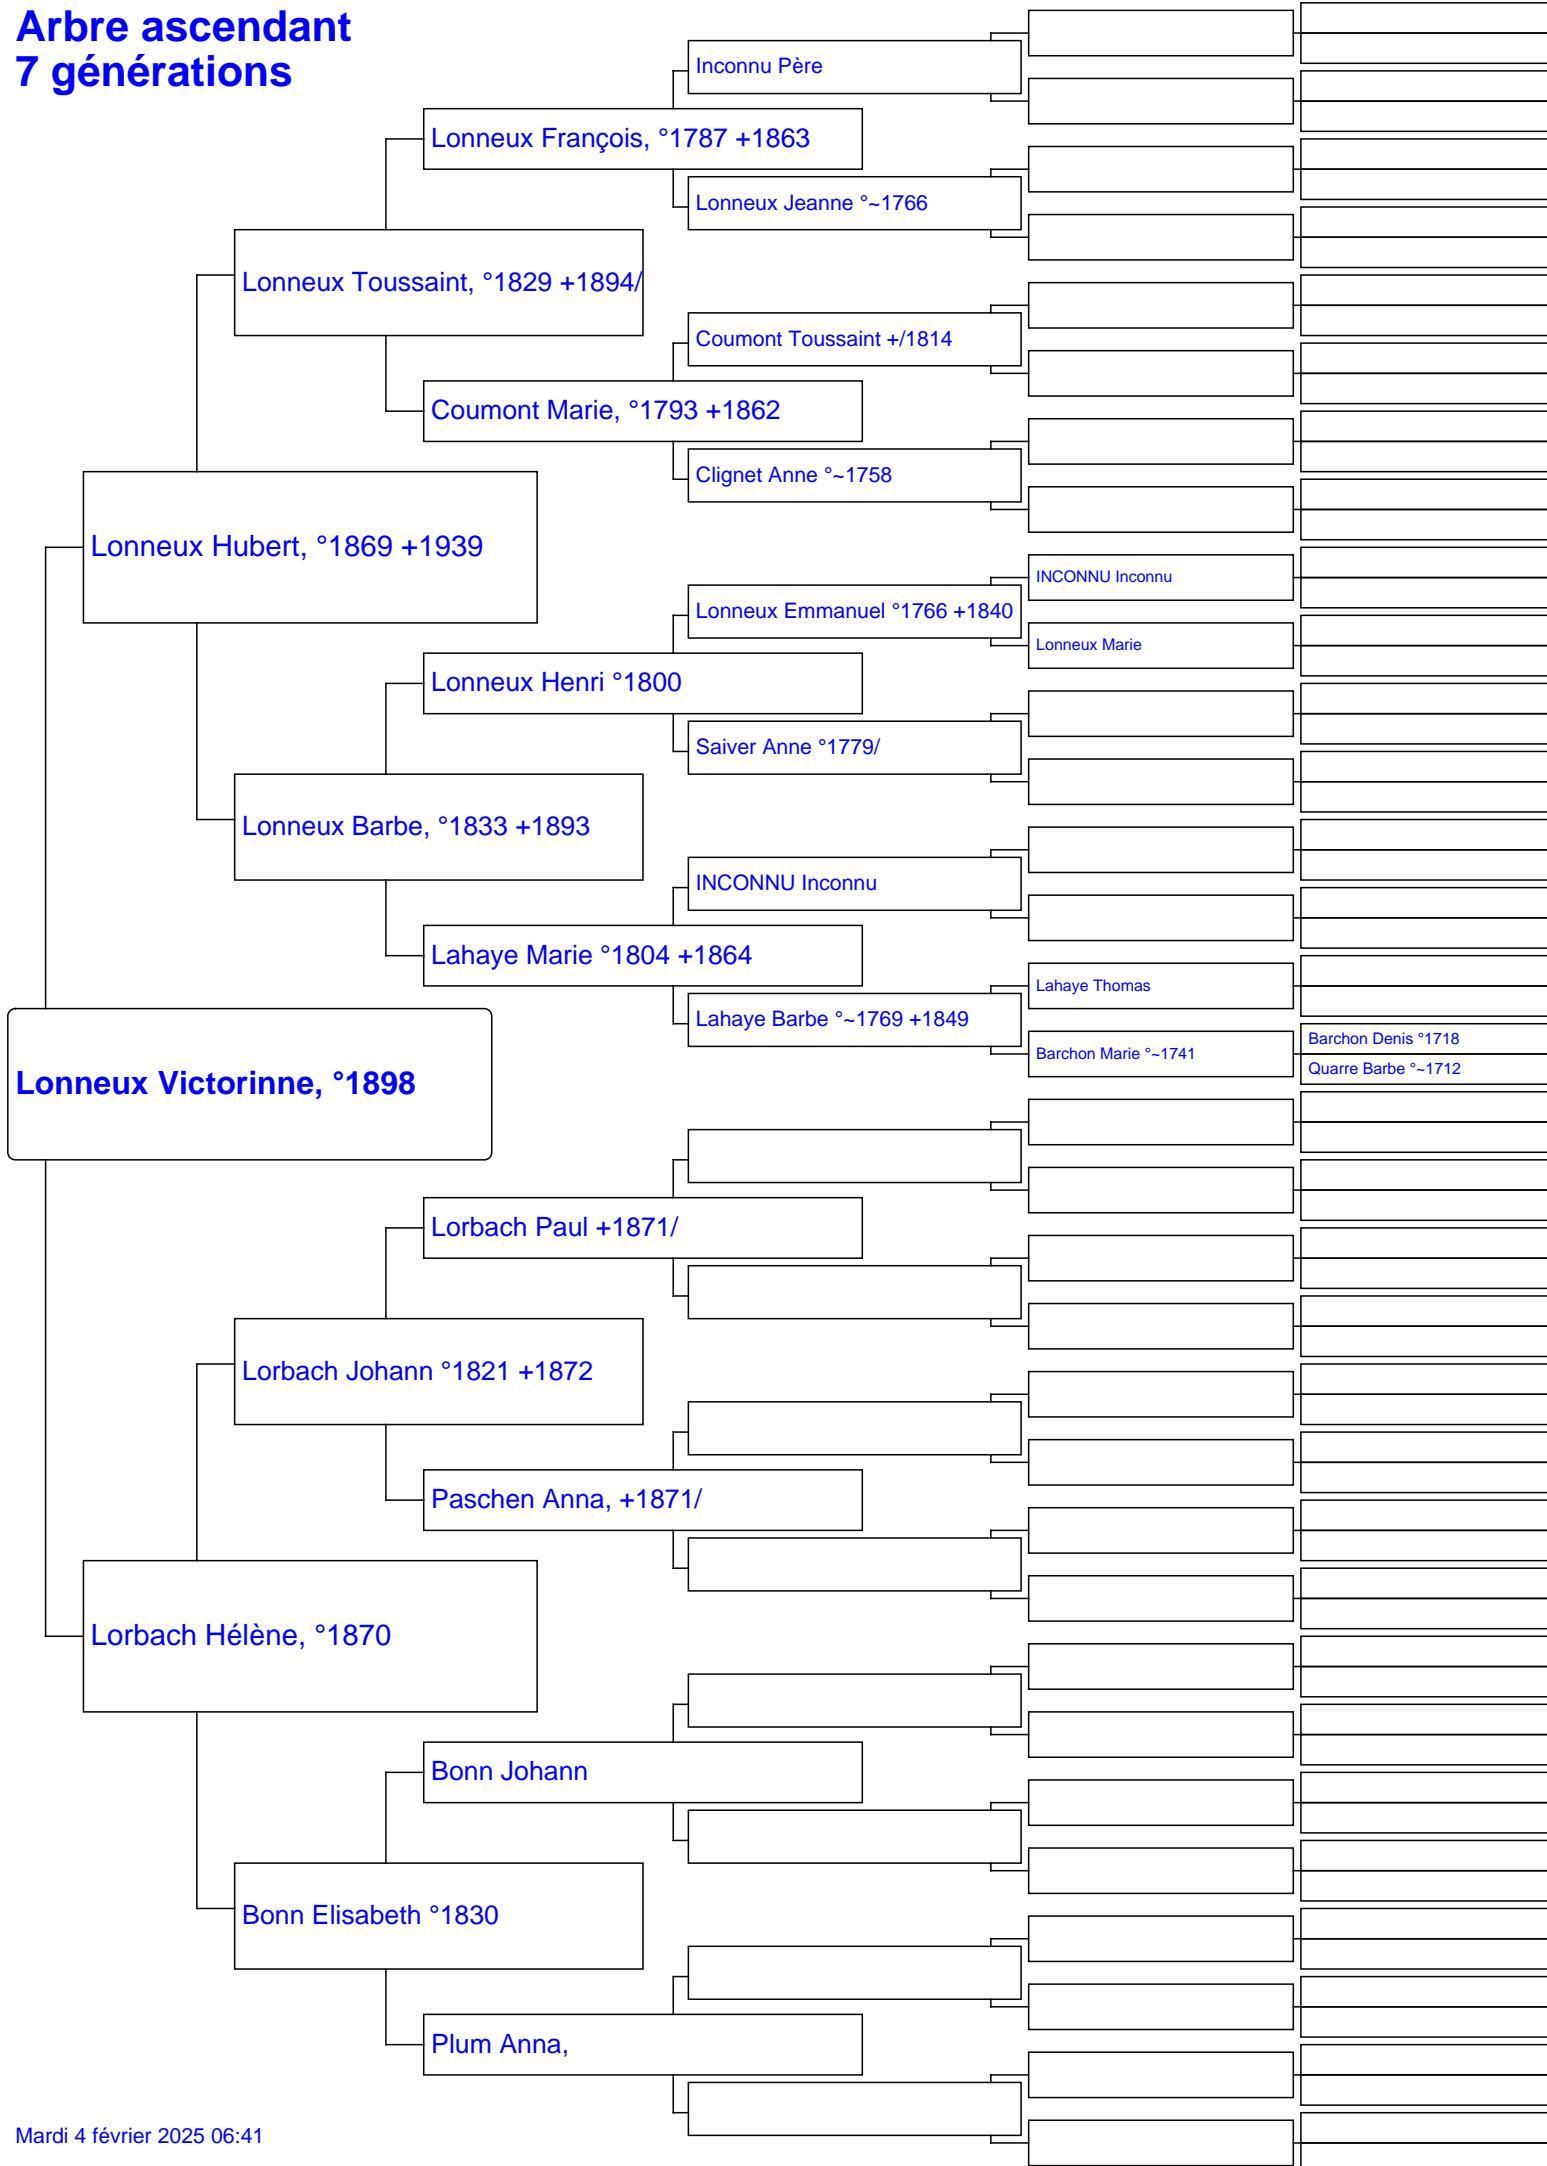 Arbre ascendant
7 générations
Inconnu Père
Lonneux François, °1787 +1863
Lonneux Jeanne °~1766
Lonneux Toussaint, °1829 +1894/
Coumont Toussaint +/1814
Coumont Marie, °1793 +1862
Clignet Anne °~1758
Lonneux Hubert, °1869 +1939
INCONNU Inconnu
Lonneux Emmanuel °1766 +1840
Lonneux Marie
Lonneux Henri °1800
Saiver Anne °1779/
Lonneux Barbe, °1833 +1893
INCONNU Inconnu
Lahaye Marie °1804 +1864
Lahaye Thomas
Lahaye Barbe °~1769 +1849
Barchon Denis °1718
Barchon Marie °~1741
Quarre Barbe °~1712
Lonneux Victorinne, °1898
Lorbach Paul +1871/
Lorbach Johann °1821 +1872
Paschen Anna, +1871/
Lorbach Hélène, °1870
Bonn Johann
Bonn Elisabeth °1830
Plum Anna,
Mardi 4 février 2025 06:41